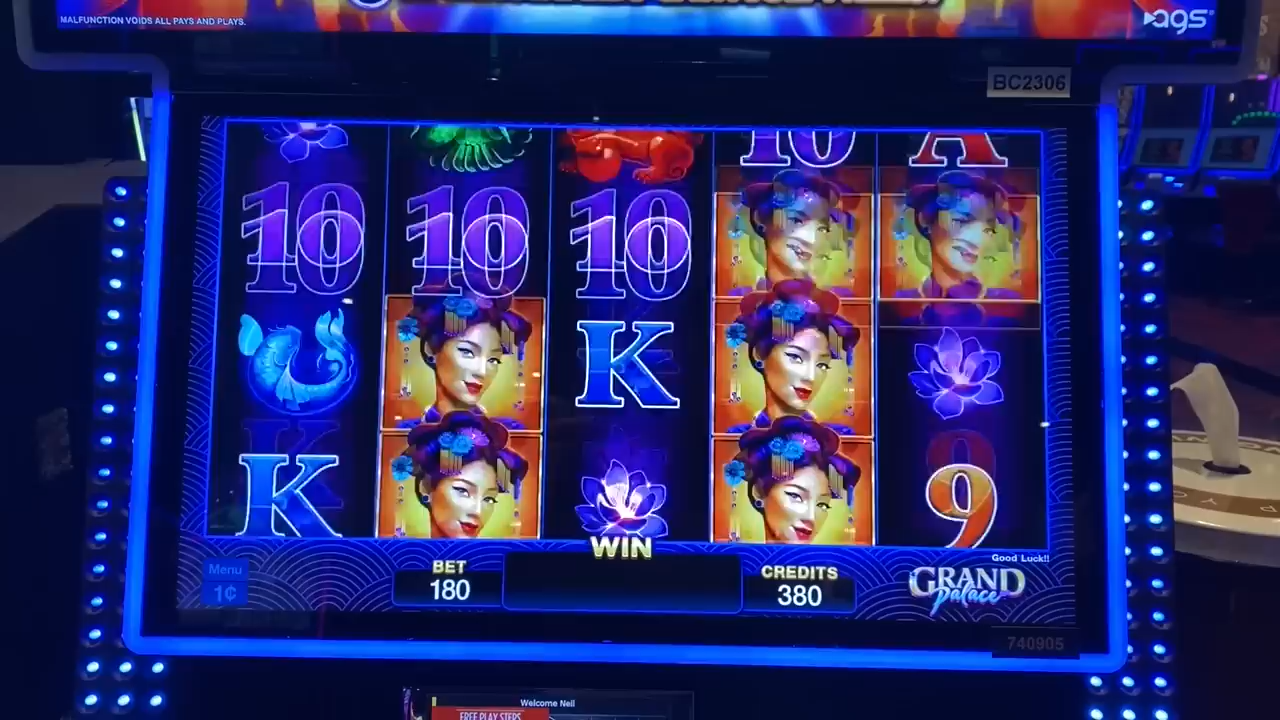 MALFUNCTION VOIDS ALL PAYS AND PLAYS.
ags
BC2306
10 A
10 10 10
K
K 9
WIN
Good Luck!!
Menu
1¢
BET
180
CREDITS
380
GRAND
Palace
740905
Welcome Neil
FREE PLAY STEPS